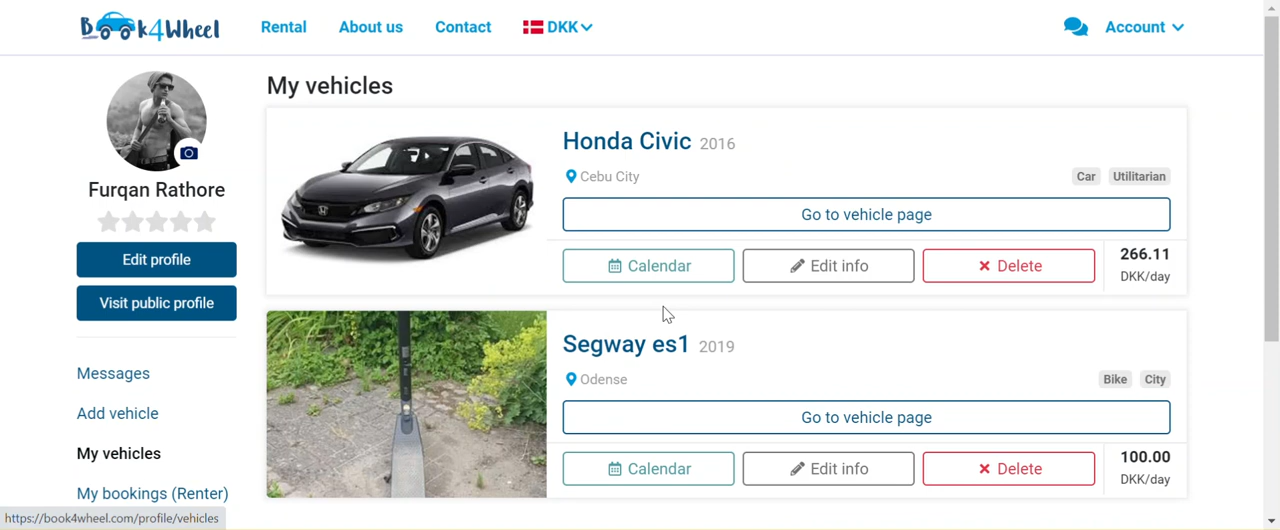 Book4Wheel Rental About us Contact DKK Account
Furqan Rathore
Edit profile
Visit public profile
Messages
Add vehicle
My vehicles
My bookings (Renter)
My vehicles
Honda Civic 2016
Cebu City Car Utilitarian
Go to vehicle page
Calendar Edit info Delete 266.11
DKK/day
Segway es1 2019
Odense Bike City
Go to vehicle page
Calendar Edit info Delete 100.00
DKK/day
https://book4wheel.com/profile/vehicles